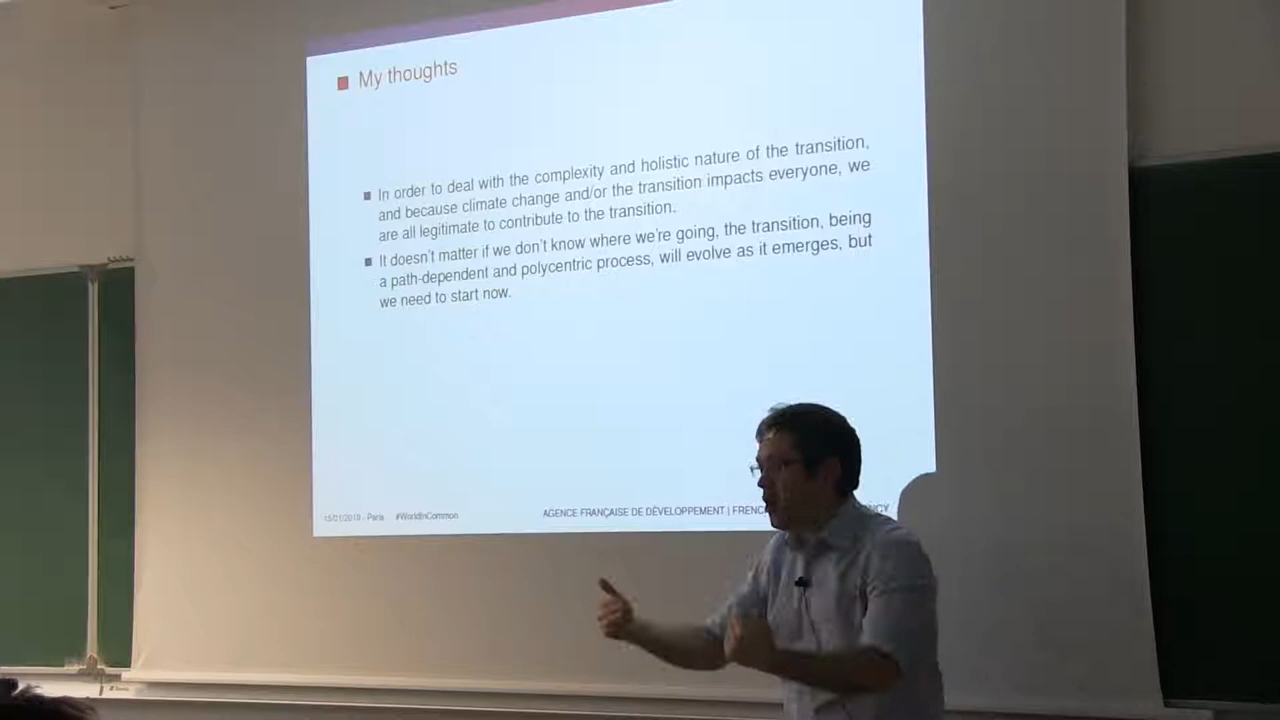 My thoughts
In order to deal with the complexity and holistic nature of the transition,
and because climate change and/or the transition impacts everyone, we
are all legitimate to contribute to the transition.
It doesn't matter if we don't know where we're going, the transition, being
a path-dependent and polycentric process, will evolve as it emerges, but
we need to start now.
15/01/2019 - Paris #WorldInCommon AGENCE FRANÇAISE DE DÉVELOPPEMENT | FRENC NCY